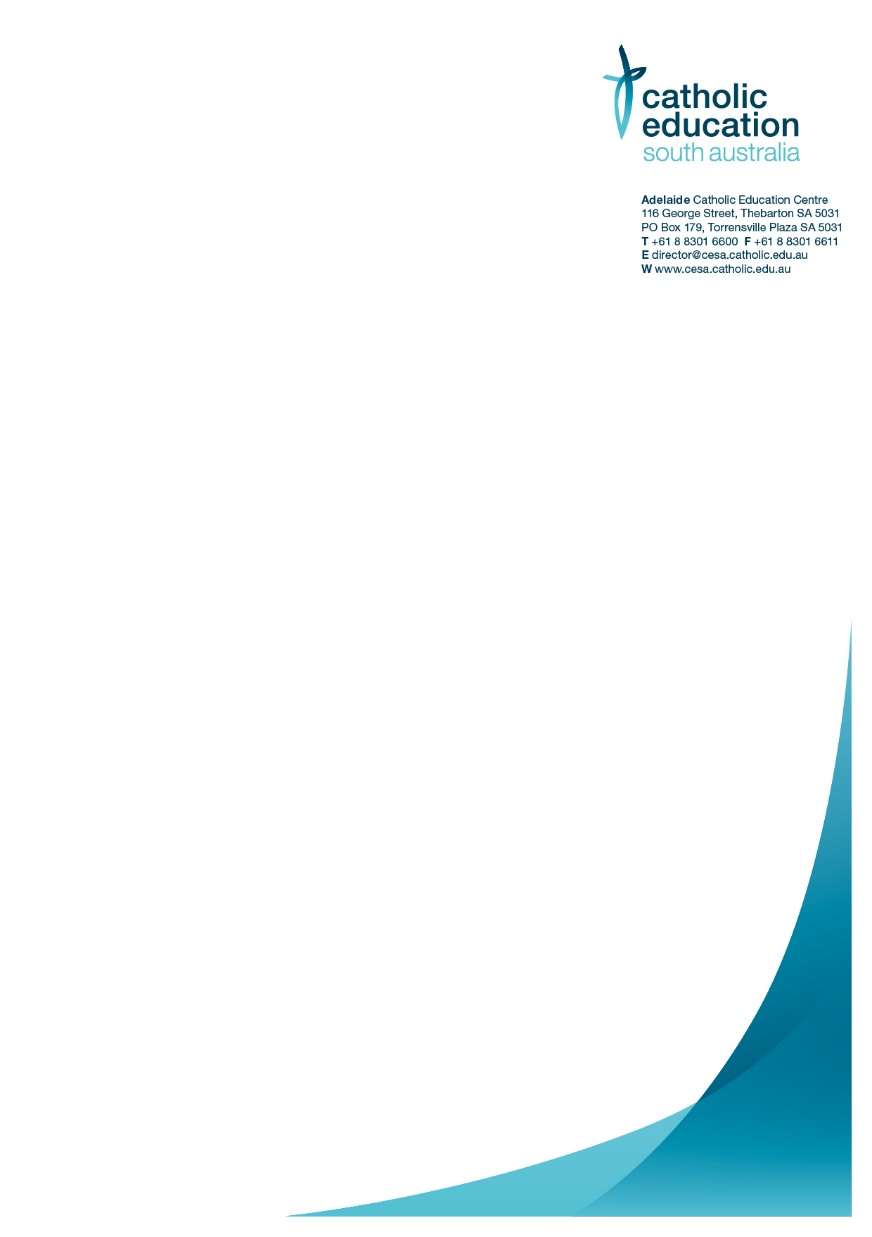 catholic
education
south australia
Adelaide Catholic Education Centre
116 George Street, Thebarton SA 5031
PO Box 179, Torrensville Plaza SA 5031
T +61 8 8301 6600 F +61 8 8301 6611
E director@cesa.catholic.edu.au
W www.cesa.catholic.edu.au